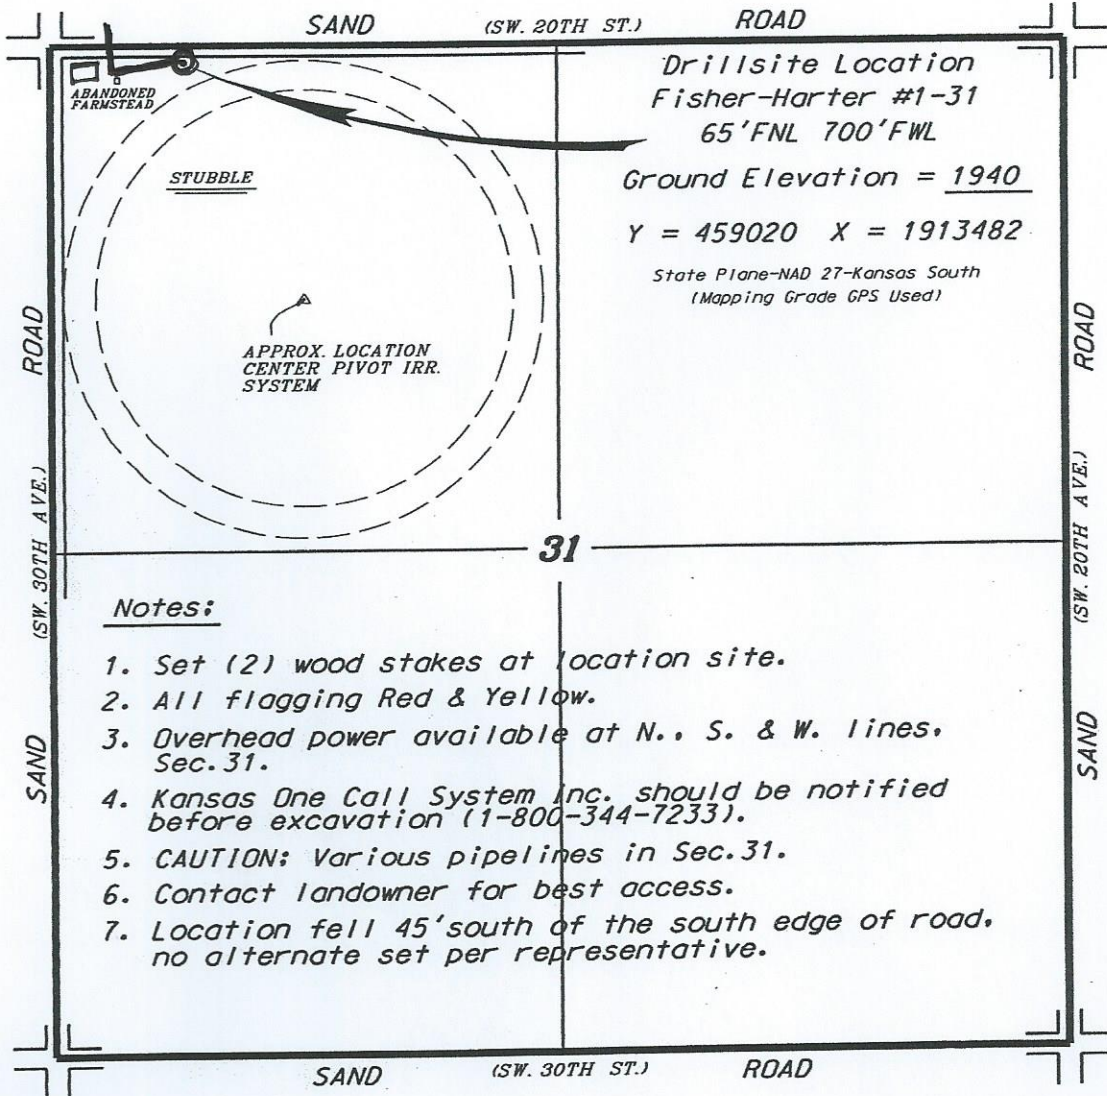 SAND (SW. 20TH ST.) ROAD
ABANDONED
FARMSTEAD
Drillsite Location
Fisher-Harter #1-31
65'FNL 700'FWL
STUBBLE
Ground Elevation = 1940
Y = 459020 X = 1913482
State Plane-NAD 27-Kansas South
(Mapping Grade GPS Used)
APPROX. LOCATION
CENTER PIVOT IRR.
SYSTEM
ROAD
(SW. 30TH AVE.)
SAND
ROAD
(SW. 20TH AVE.)
SAND
31
Notes:
1. Set (2) wood stakes at location site.
2. All flagging Red & Yellow.
3. Overhead power available at N., S. & W. lines,
Sec.31.
4. Kansas One Call System Inc. should be notified
before excavation (1-800-344-7233).
5. CAUTION: Various pipelines in Sec.31.
6. Contact landowner for best access.
7. Location fell 45'south of the south edge of road,
no alternate set per representative.
SAND (SW. 30TH ST.) ROAD